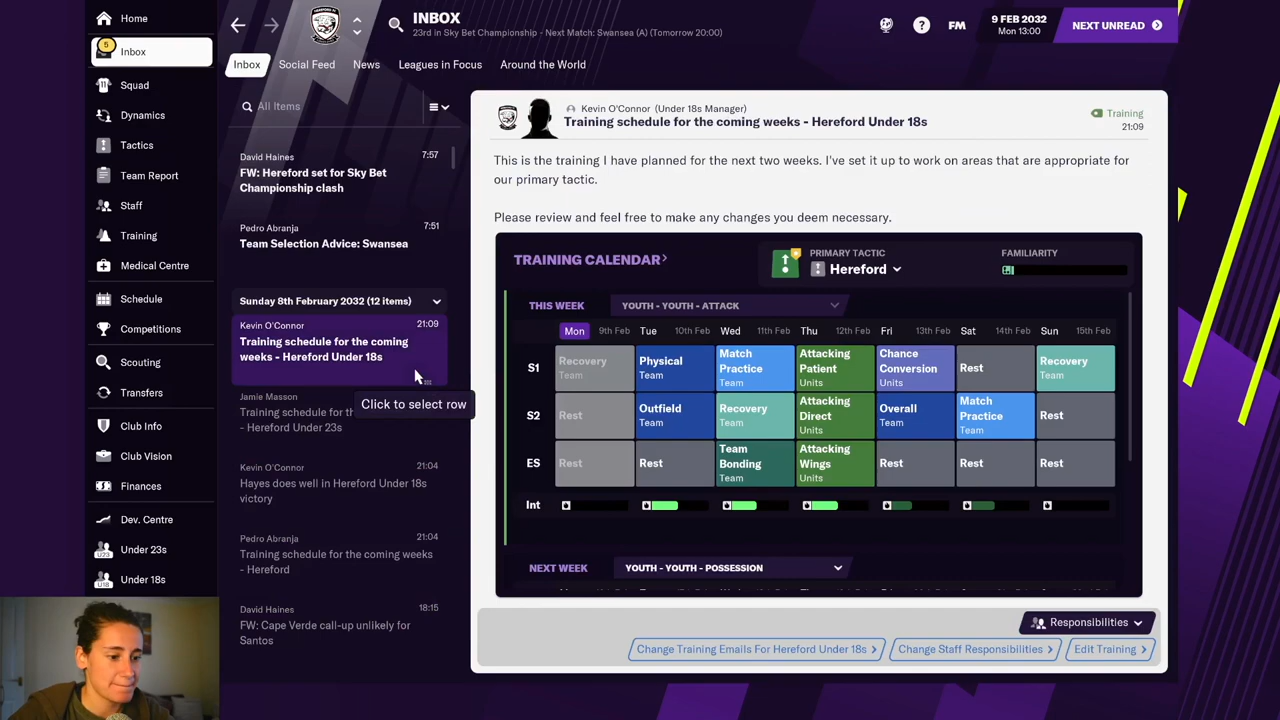 Home
5
Inbox
Squad
Dynamics
Tactics
Team Report
Staff
Training
Medical Centre
Schedule
Competitions
Scouting
Transfers
Club Info
Club Vision
Finances
Dev. Centre
U23
Under 23s
U18
Under 18s
INBOX
23rd in Sky Bet Championship - Next Match: Swansea (A) (Tomorrow 20:00)
FM
9 FEB 2032
Mon 13:00
NEXT UNREAD
Inbox
Social Feed
News
Leagues in Focus
Around the World
All Items
David Haines
7:57
FW: Hereford set for Sky Bet
Championship clash
Pedro Abranja
7:51
Team Selection Advice: Swansea
Sunday 8th February 2032 (12 items)
Kevin O'Connor
21:09
Training schedule for the coming
weeks - Hereford Under 18s
Click to select row
Jamie Masson
Training schedule for th
- Hereford Under 23s
Kevin O'Connor
21:04
Hayes does well in Hereford Under 18s
victory
Pedro Abranja
21:04
Training schedule for the coming weeks
- Hereford
David Haines
18:15
FW: Cape Verde call-up unlikely for
Santos
Kevin O'Connor (Under 18s Manager)
Training schedule for the coming weeks - Hereford Under 18s
Training
21:09
This is the training I have planned for the next two weeks. I've set it up to work on areas that are appropriate for
our primary tactic.
Please review and feel free to make any changes you deem necessary.
TRAINING CALENDAR
PRIMARY TACTIC
Hereford
FAMILIARITY
THIS WEEK
YOUTH - YOUTH - ATTACK
Mon 9th Feb Tue 10th Feb Wed 11th Feb Thu 12th Feb Fri 13th Feb Sat 14th Feb Sun 15th Feb
S1
Recovery
Team
Physical
Team
Match
Practice
Team
Attacking
Patient
Units
Chance
Conversion
Units
Rest
Recovery
Team
S2
Rest
Outfield
Team
Recovery
Team
Attacking
Direct
Units
Overall
Team
Match
Practice
Team
Rest
ES
Rest
Rest
Team
Bonding
Team
Attacking
Wings
Units
Rest
Rest
Rest
Int
NEXT WEEK
YOUTH - YOUTH - POSSESSION
Responsibilities
Change Training Emails For Hereford Under 18s
Change Staff Responsibilities
Edit Training